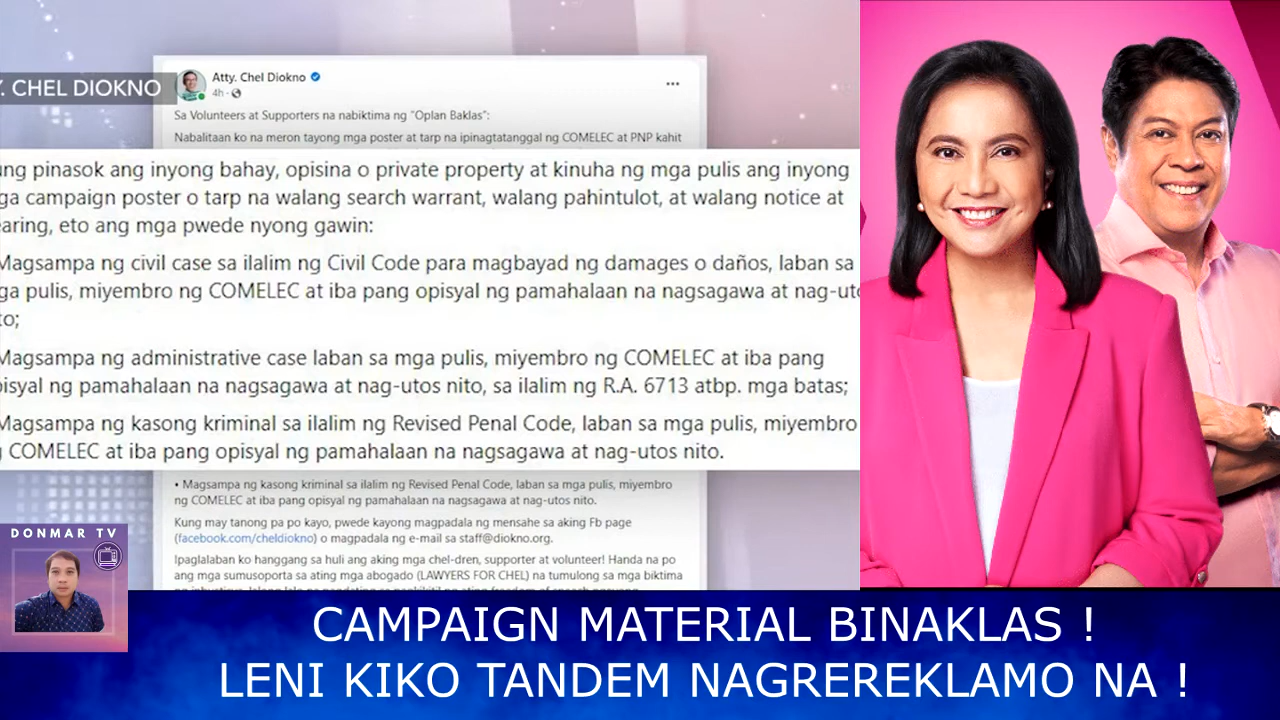 Y. CHEL DIOKNO
Atty. Chel Diokno
4h
Sa Volunteers at Supporters na nabiktima ng "Oplan Baklas":
Nabalitaan ko na meron tayong mga poster at tarp na ipinagtatanggal ng COMELEC at PNP kahit
ng pinasok ang inyong bahay, opisina o private property at kinuha ng mga pulis ang inyong
ga campaign poster o tarp na walang search warrant, walang pahintulot, at walang notice at
earing, eto ang mga pwede nyong gawin:
Magsampa ng civil case sa ilalim ng Civil Code para magbayad ng damages o daños, laban sa
ga pulis, miyembro ng COMELEC at iba pang opisyal ng pamahalaan na nagsagawa at nag-uto
to;
Magsampa ng administrative case laban sa mga pulis, miyembro ng COMELEC at iba pang
pisyal ng pamahalaan na nagsagawa at nag-utos nito, sa ilalim ng R.A. 6713 atbp. mga batas;
Magsampa ng kasong kriminal sa ilalim ng Revised Penal Code, laban sa mga pulis, miyembro
g COMELEC at iba pang opisyal ng pamahalaan na nagsagawa at nag-utos nito.
• Magsampa ng kasong kriminal sa ilalim ng Revised Penal Code, laban sa mga pulis, miyembro
ng COMELEC at iba pang opisyal ng pamahalaan na nagsagawa at nag-utos nito.
Kung may tanong pa po kayo, pwede kayong magpadala ng mensahe sa aking Fb page
(facebook.com/cheldiokno) o magpadala ng e-mail sa staff@diokno.org.
Ipaglalaban ko hanggang sa huli ang aking mga chel-dren, supporter at volunteer! Handa na po
ang mga sumusoporta sa ating mga abogado (LAWYERS FOR CHEL) na tumulong sa mga biktima
DONMAR TV
CAMPAIGN MATERIAL BINAKLAS !
LENI KIKO TANDEM NAGREREKLAMO NA !